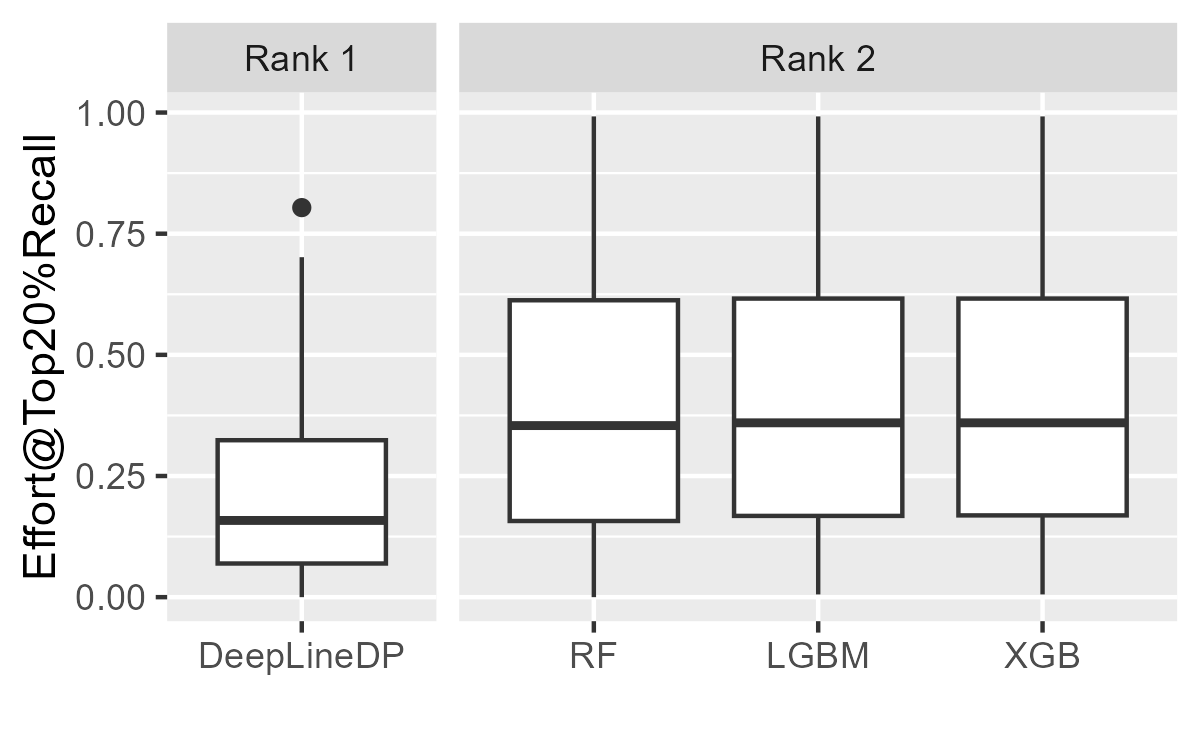 Rank 1
Rank 2
Effort@Top20%Recall
1.00
0.75
0.50
0.25
0.00
DeepLineDP
RF
LGBM
XGB